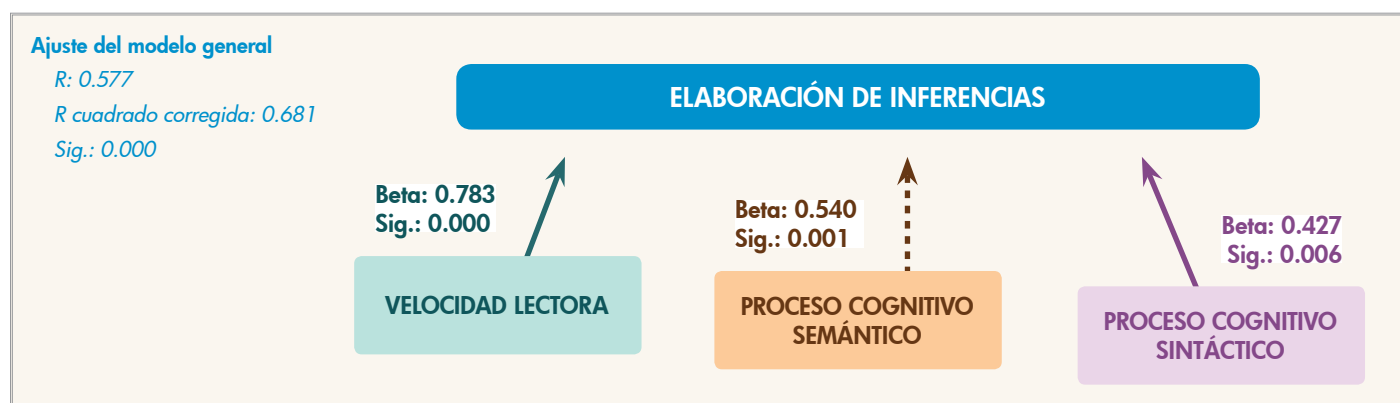 Ajuste del modelo general
R: 0.577
R cuadrado corregida: 0.681
Sig.: 0.000
ELABORACIÓN DE INFERENCIAS
Beta: 0.783
Sig.: 0.000
Beta: 0.540
Sig.: 0.001
Beta: 0.427
Sig.: 0.006
VELOCIDAD LECTORA
PROCESO COGNITIVO
SEMÁNTICO
PROCESO COGNITIVO
SINTÁCTICO